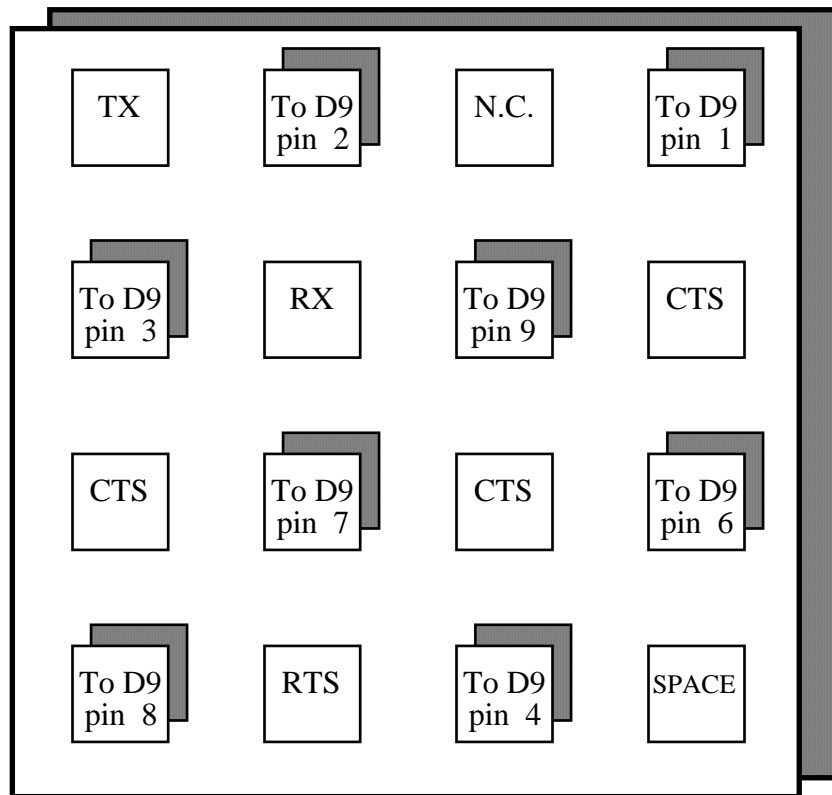 TX
To D9
pin 2
N.C.
To D9
pin 1
To D9
pin 3
RX
To D9
pin 9
CTS
CTS
To D9
pin 7
CTS
To D9
pin 6
To D9
pin 8
RTS
To D9
pin 4
SPACE